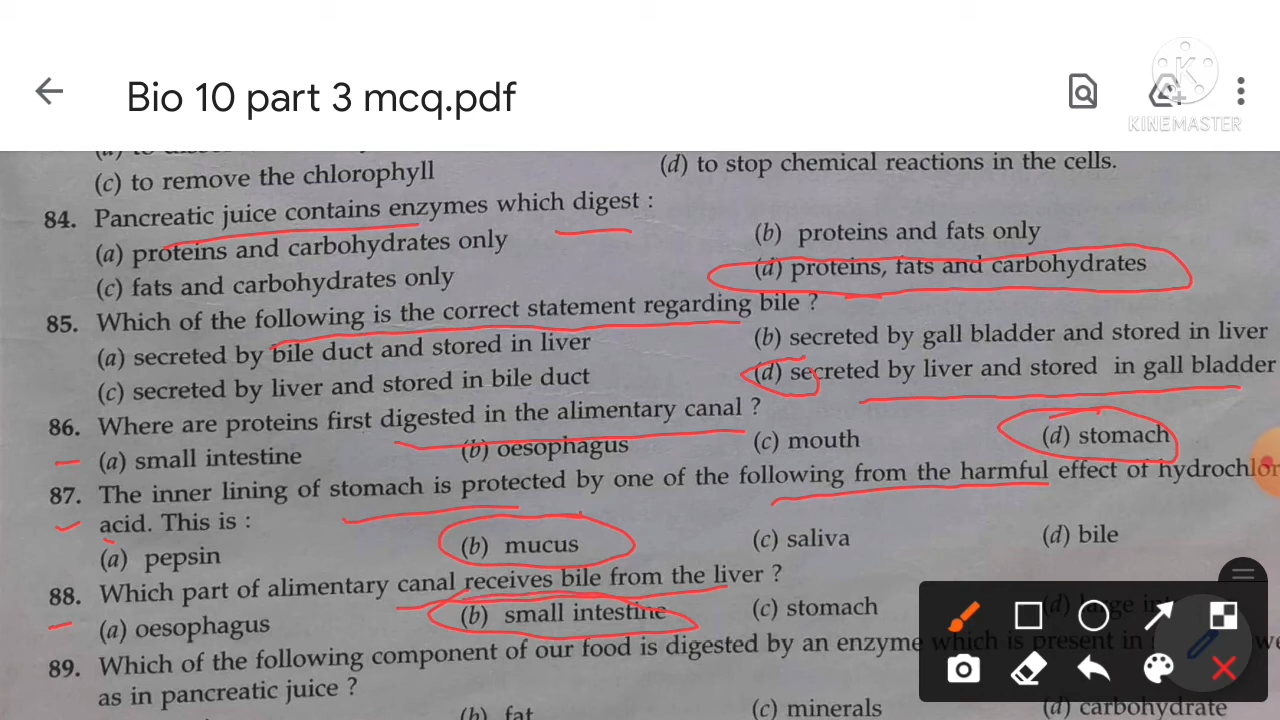 Bio 10 part 3 mcq.pdf
KINEMASTER
(c) to remove the chlorophyll (d) to stop chemical reactions in the cells.
84. Pancreatic juice contains enzymes which digest :
(a) proteins and carbohydrates only (b) proteins and fats only
(c) fats and carbohydrates only (d) proteins, fats and carbohydrates
85. Which of the following is the correct statement regarding bile ?
(a) secreted by bile duct and stored in liver (b) secreted by gall bladder and stored in liver
(c) secreted by liver and stored in bile duct (d) secreted by liver and stored in gall bladder
86. Where are proteins first digested in the alimentary canal ?
(a) small intestine (b) oesophagus (c) mouth (d) stomach
87. The inner lining of stomach is protected by one of the following from the harmful effect of hydrochlor
acid. This is :
(a) pepsin (b) mucus (c) saliva (d) bile
88. Which part of alimentary canal receives bile from the liver ?
(a) oesophagus (b) small intestine (c) stomach (d) large
89. Which of the following component of our food is digested by an enzyme which is present in
as in pancreatic juice ?
(b) fat (c) minerals (d) carbohydrate